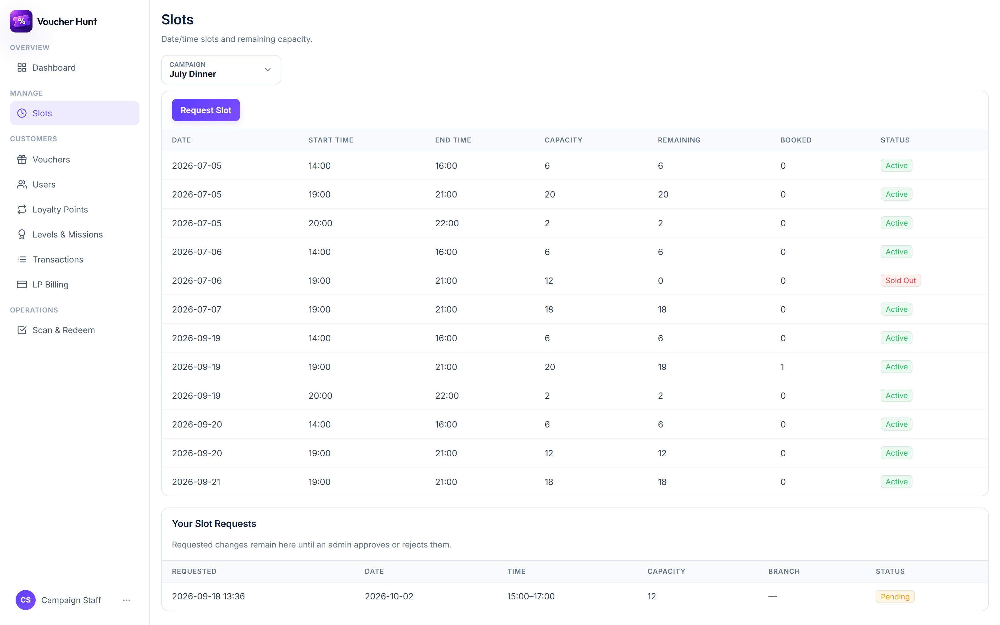 %
Voucher Hunt
OVERVIEW
Dashboard
MANAGE
Slots
CUSTOMERS
Vouchers
Users
Loyalty Points
Levels & Missions
Transactions
LP Billing
OPERATIONS
Scan & Redeem
CS Campaign Staff
Slots
Date/time slots and remaining capacity.
CAMPAIGN
July Dinner
Request Slot
DATE START TIME END TIME CAPACITY REMAINING BOOKED STATUS
2026-07-05 14:00 16:00 6 6 0 Active
2026-07-05 19:00 21:00 20 20 0 Active
2026-07-05 20:00 22:00 2 2 0 Active
2026-07-06 14:00 16:00 6 6 0 Active
2026-07-06 19:00 21:00 12 0 0 Sold Out
2026-07-07 19:00 21:00 18 18 0 Active
2026-09-19 14:00 16:00 6 6 0 Active
2026-09-19 19:00 21:00 20 19 1 Active
2026-09-19 20:00 22:00 2 2 0 Active
2026-09-20 14:00 16:00 6 6 0 Active
2026-09-20 19:00 21:00 12 12 0 Active
2026-09-21 19:00 21:00 18 18 0 Active
Your Slot Requests
Requested changes remain here until an admin approves or rejects them.
REQUESTED DATE TIME CAPACITY BRANCH STATUS
2026-09-18 13:36 2026-10-02 15:00–17:00 12 — Pending